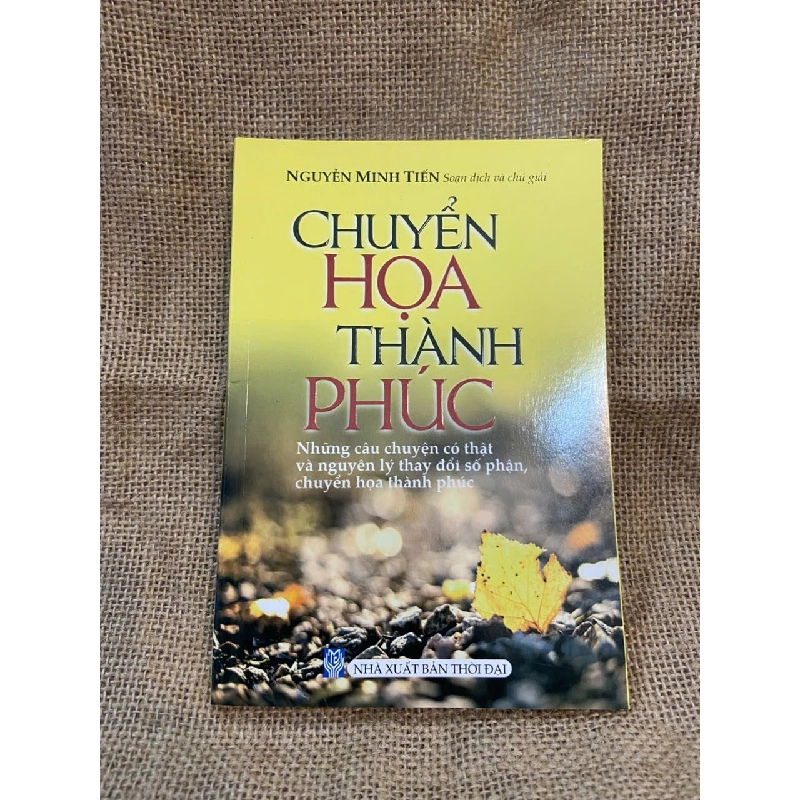 NGUYỄN MINH TIẾN Soạn dịch và chú giải
CHUYỂN
HỌA
THÀNH
PHÚC
Những câu chuyện có thật
và nguyên lý thay đổi số phận,
chuyển họa thành phúc
NHÀ XUẤT BẢN THỜI ĐẠI